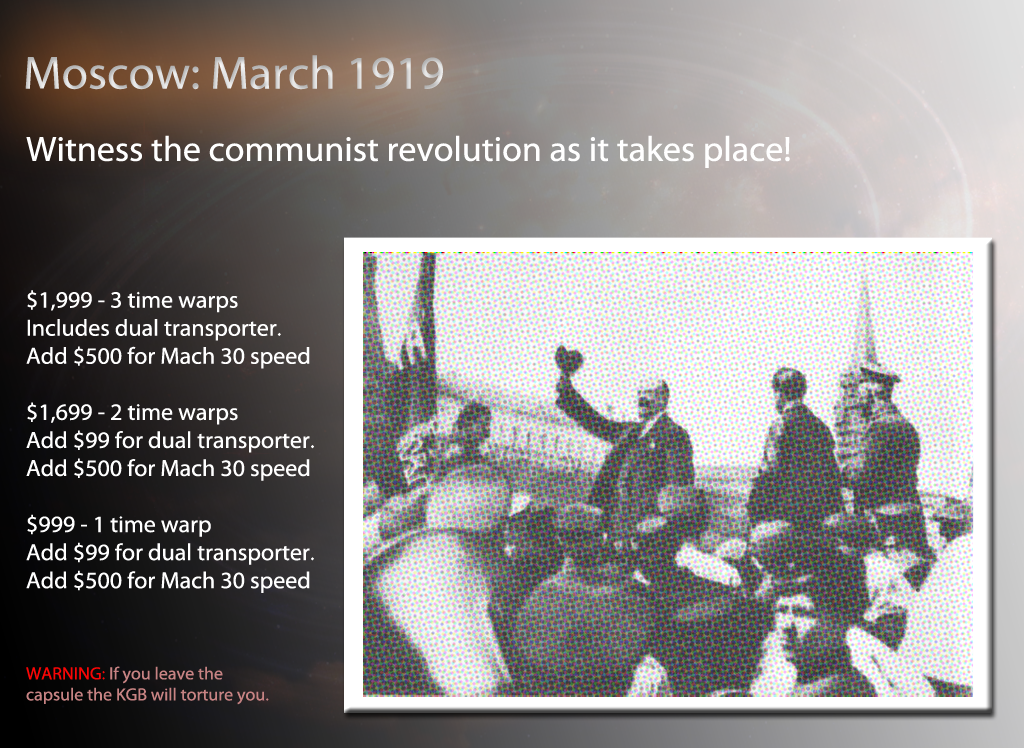 Moscow: March 1919
Witness the communist revolution as it takes place!
$1,999 - 3 time warps
Includes dual transporter.
Add $500 for Mach 30 speed
$1,699 - 2 time warps
Add $99 for dual transporter.
Add $500 for Mach 30 speed
$999 - 1 time warp
Add $99 for dual transporter.
Add $500 for Mach 30 speed
WARNING: If you leave the
capsule the KGB will torture you.